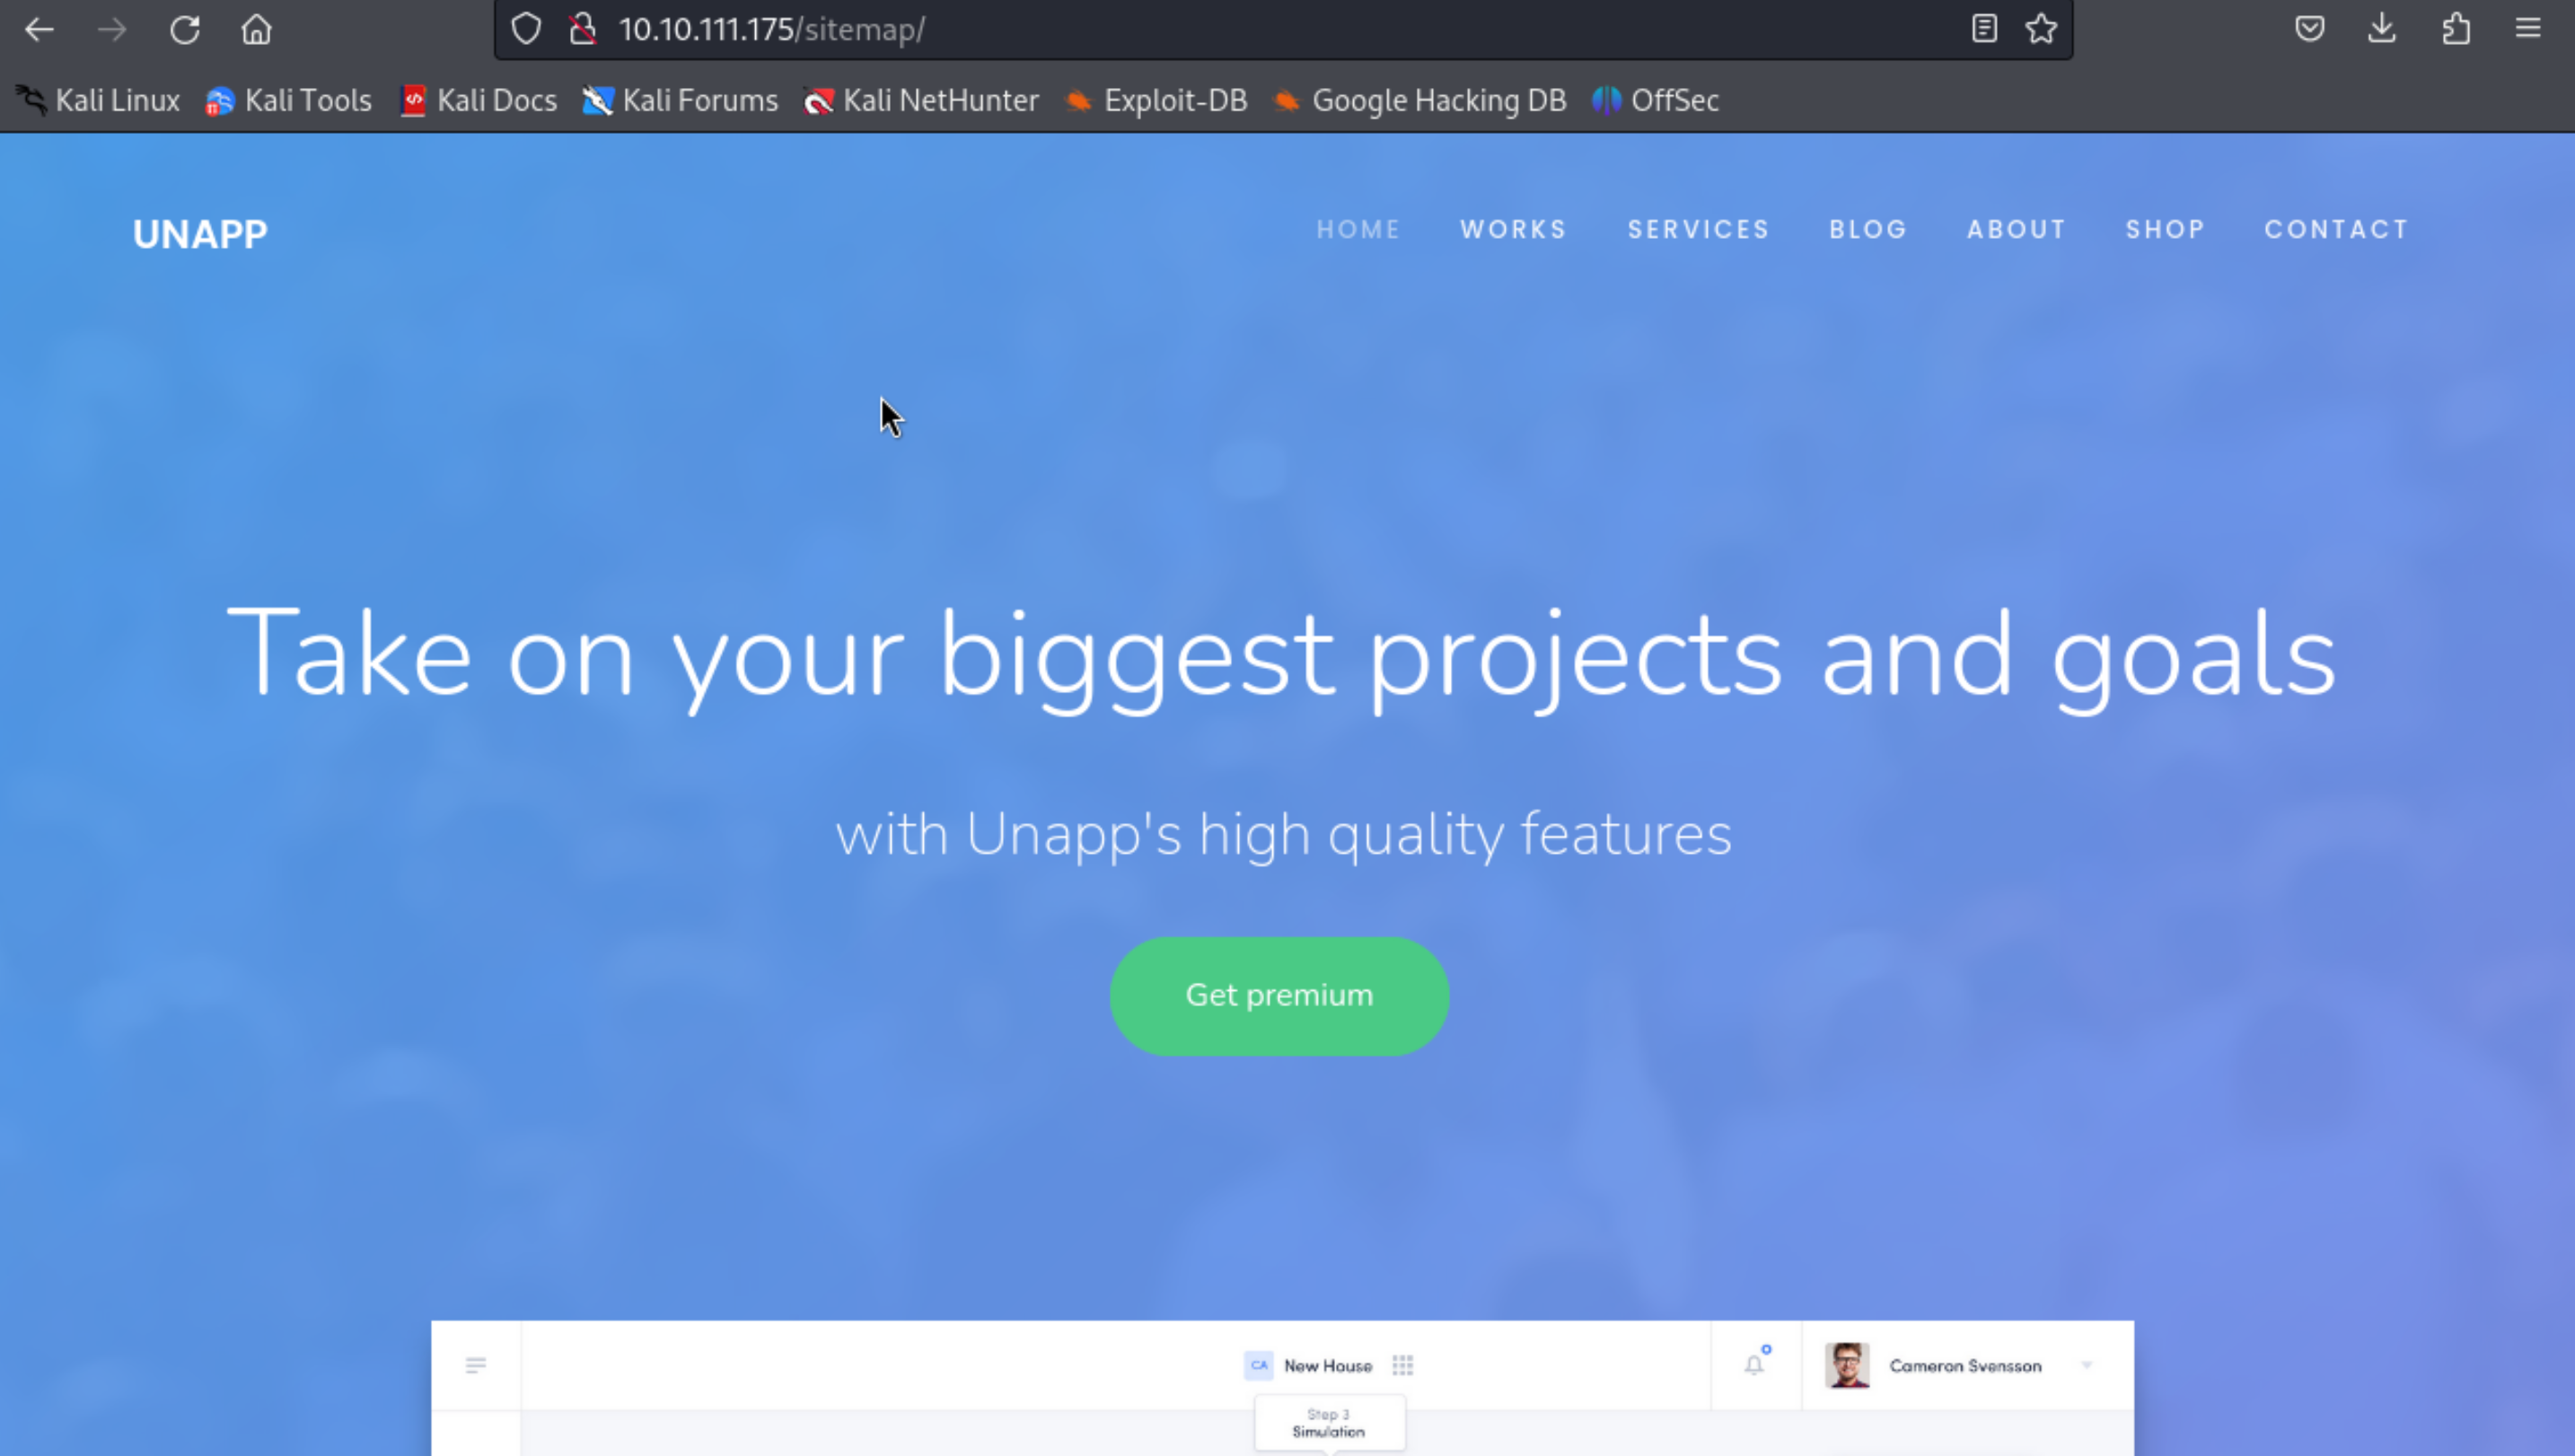 10.10.111.175/sitemap/
Kali Linux Kali Tools Kali Docs Kali Forums Kali NetHunter Exploit-DB Google Hacking DB OffSec
UNAPP HOME WORKS SERVICES BLOG ABOUT SHOP CONTACT
Take on your biggest projects and goals
with Unapp's high quality features
Get premium
CA New House Cameron Svensson
Step 3
Simulation